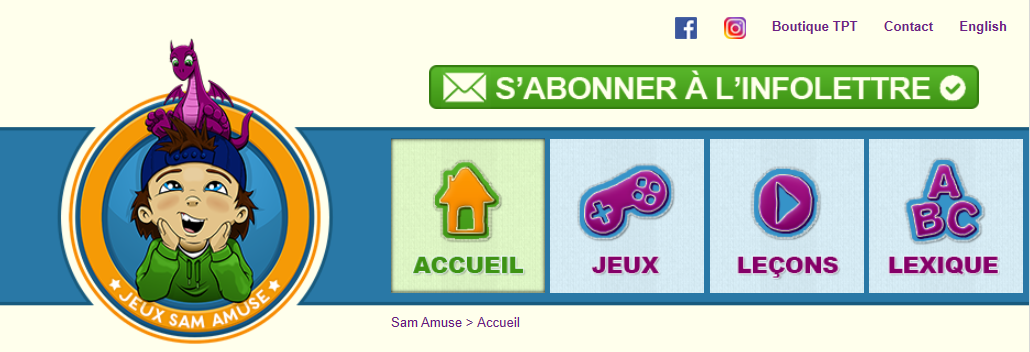 Boutique TPT Contact English
S'ABONNER À L'INFOLETTRE
JEUX SAM AMUSE
ACCUEIL JEUX LEÇONS LEXIQUE
Sam Amuse > Accueil